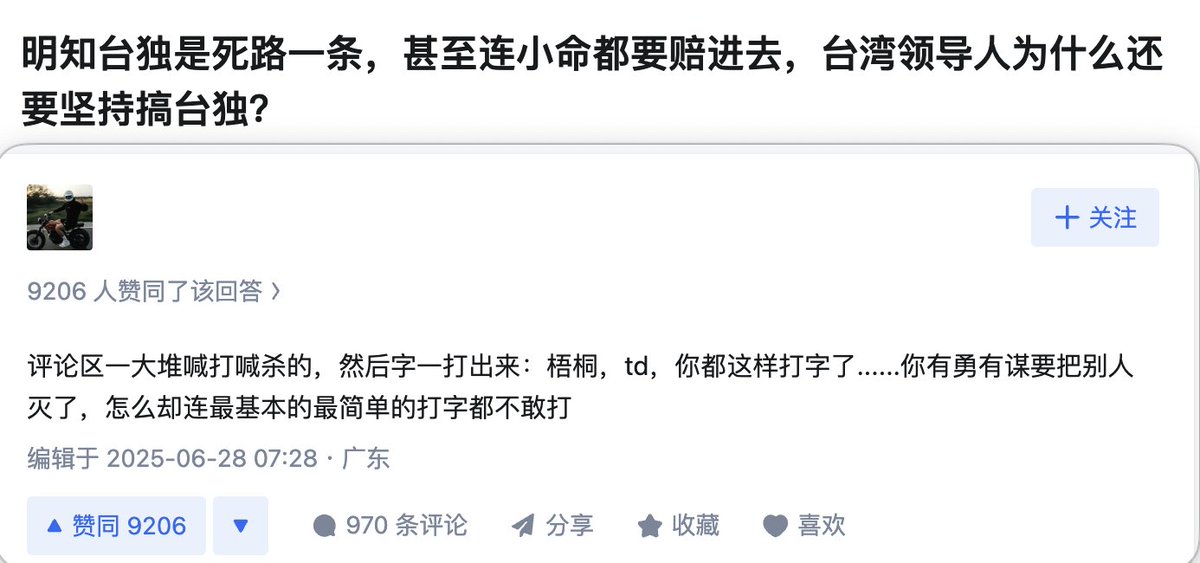 明知台独是死路一条，甚至连小命都要赔进去，台湾领导人为什么还
要坚持搞台独？
+ 关注
9206 人赞同了该回答 >
评论区一大堆喊打喊杀的，然后字一打出来：梧桐，td，你都这样打字了......你有勇有谋要把别人
灭了，怎么却连最基本的最简单的打字都不敢打
编辑于 2025-06-28 07:28 · 广东
▲ 赞同 9206 ▼ 970 条评论 分享 收藏 喜欢